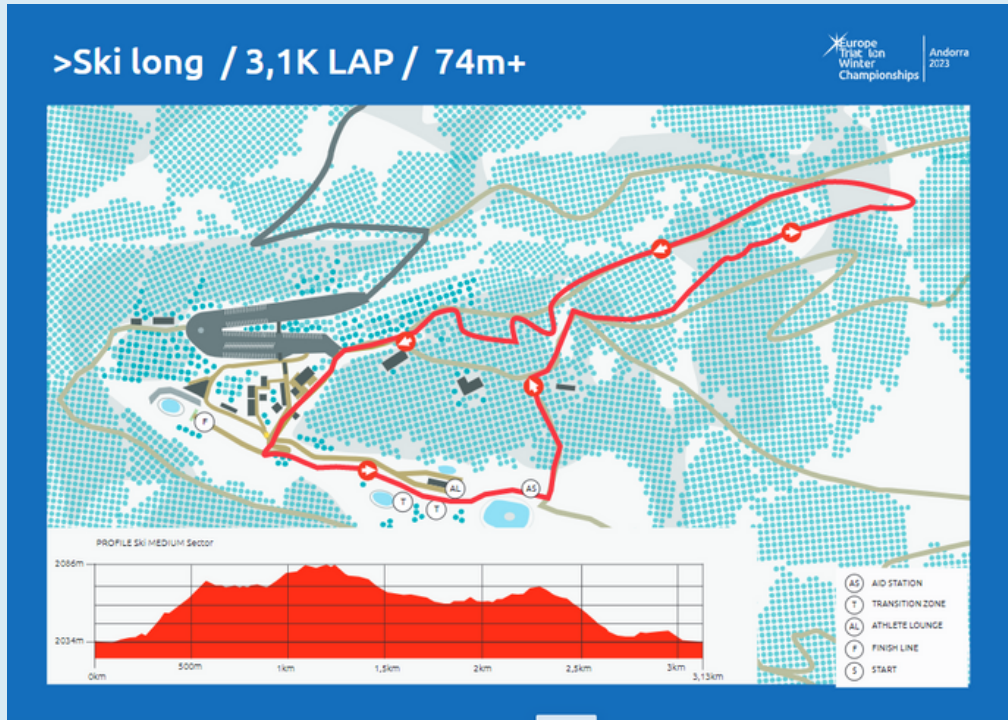 >Ski long / 3,1K LAP / 74m+
Europe
Triatlon
Winter
Championships
Andorra
2023
F
T
T
AL
AS
PROFILE Ski MEDIUM Sector
2086m
2034m
0km
500m
1km
1,5km
2km
2,5km
3km
3,13km
AS AID STATION
T TRANSITION ZONE
AL ATHLETE LOUNGE
F FINISH LINE
S START